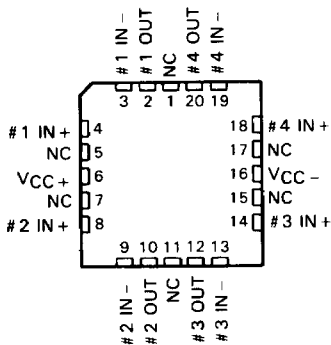 #1 IN-
#1 OUT
NC
#4 OUT
#4 IN-
3 2 1 20 19
#1 IN+ 4
NC 5
VCC+ 6
NC 7
#2 IN+ 8
18 #4 IN+
17 NC
16 VCC-
15 NC
14 #3 IN+
9 10 11 12 13
#2 IN-
#2 OUT
NC
#3 OUT
#3 IN-